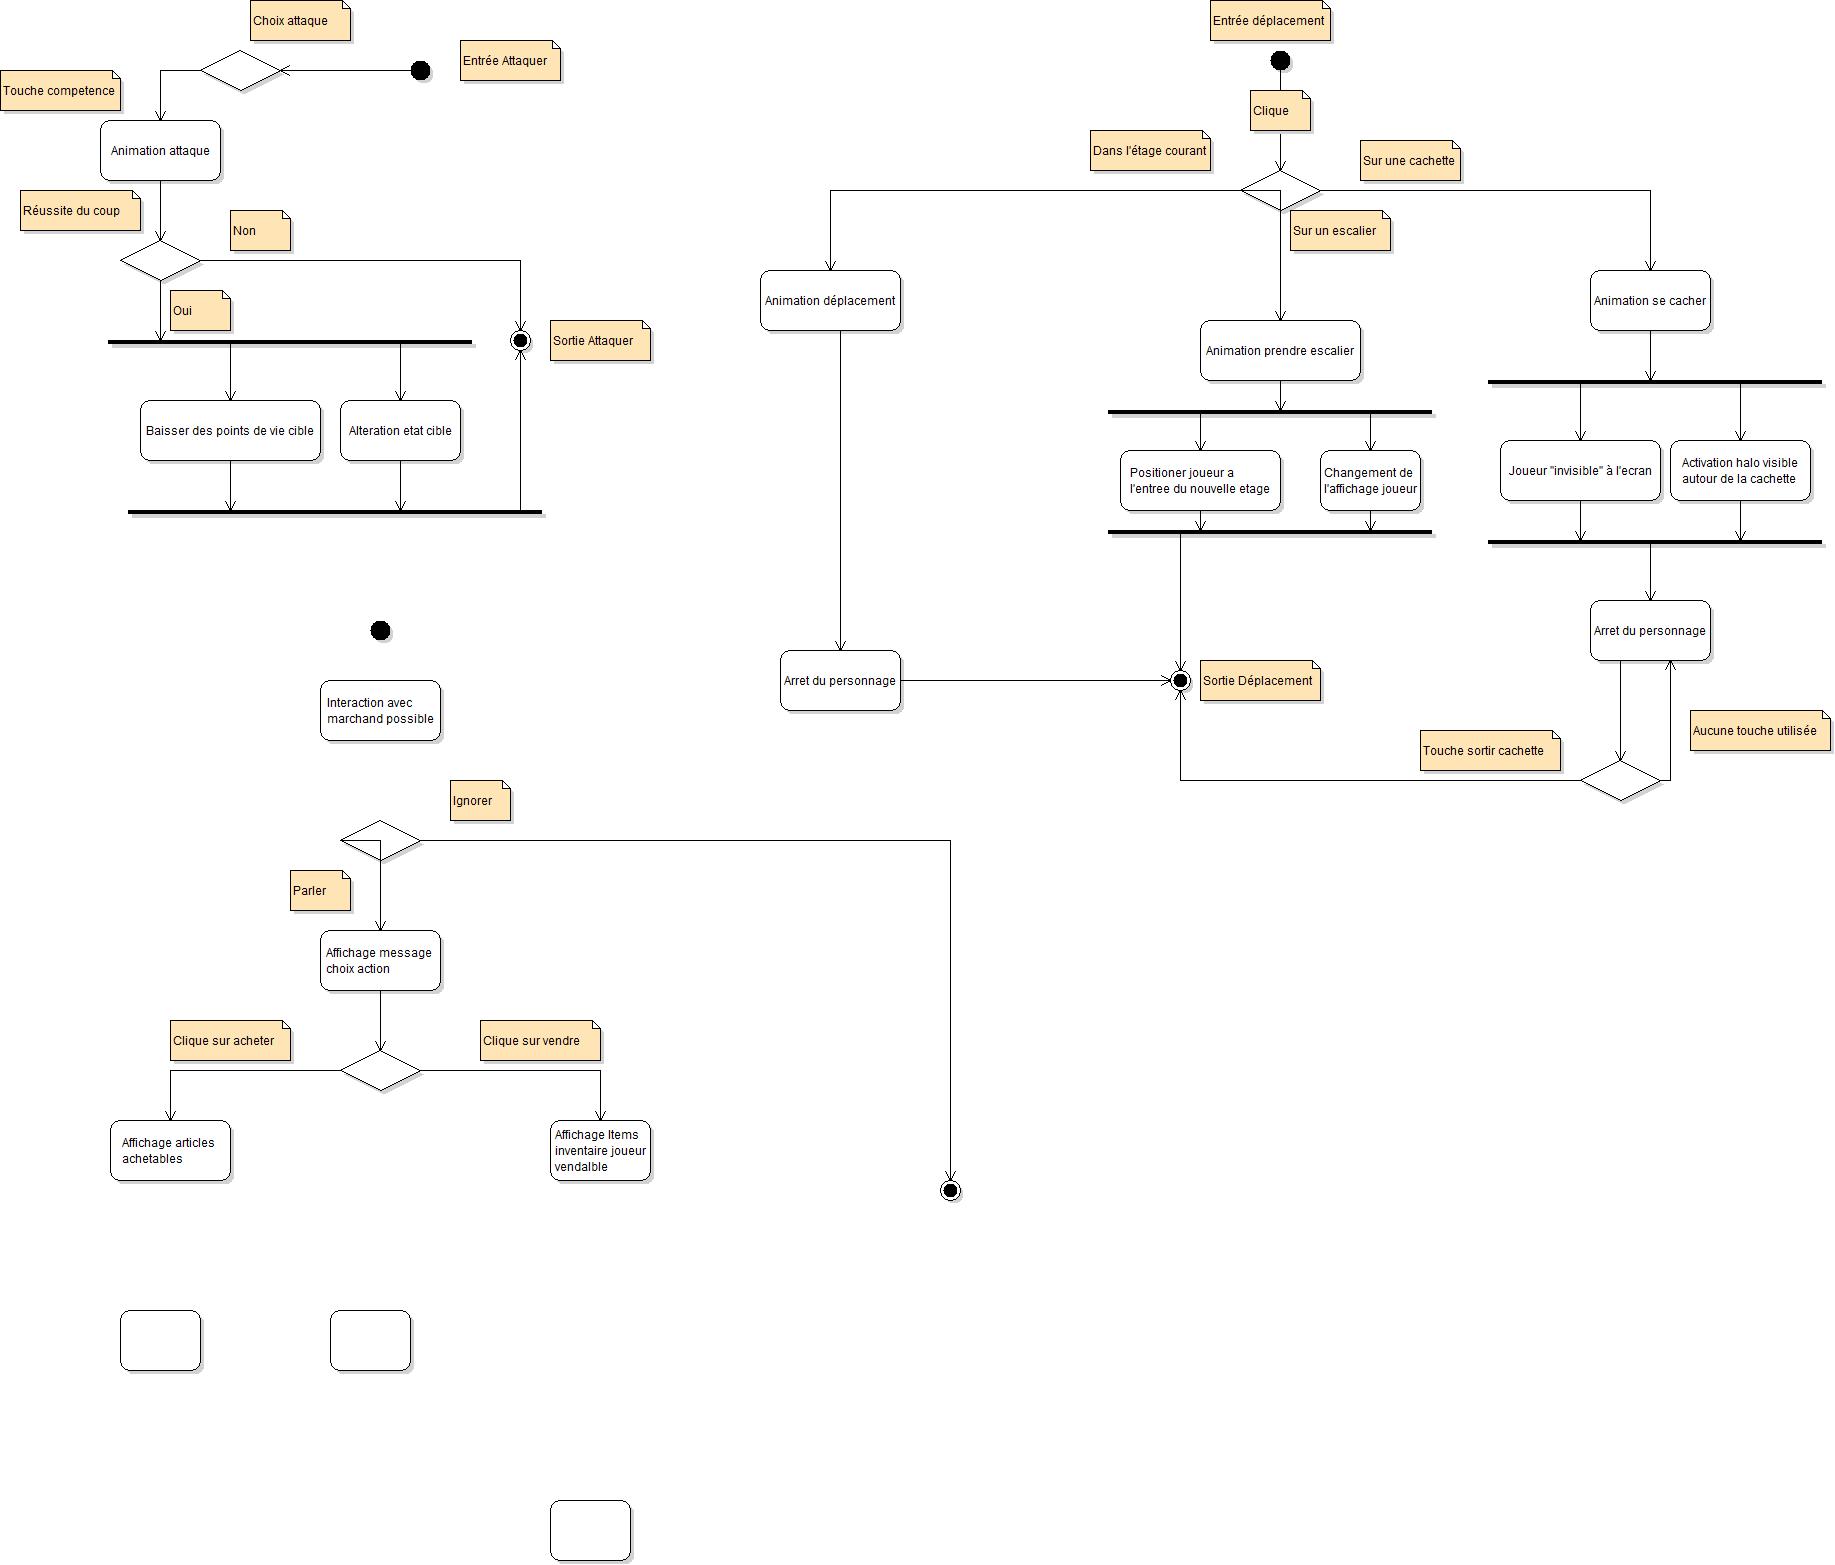 Choix attaque
Entrée Attaquer
Touche competence
Animation attaque
Réussite du coup
Non
Oui
Sortie Attaquer
Baisser des points de vie cible
Alteration etat cible
Entrée déplacement
Clique
Dans l'étage courant
Sur une cachette
Sur un escalier
Animation déplacement
Animation se cacher
Animation prendre escalier
Positioner joueur a
l'entree du nouvelle etage
Changement de
l'affichage joueur
Joueur "invisible" à l'ecran
Activation halo visible
autour de la cachette
Arret du personnage
Arret du personnage
Sortie Déplacement
Touche sortir cachette
Aucune touche utilisée
Interaction avec
marchand possible
Ignorer
Parler
Affichage message
choix action
Clique sur acheter
Clique sur vendre
Affichage articles
achetables
Affichage Items
inventaire joueur
vendalble